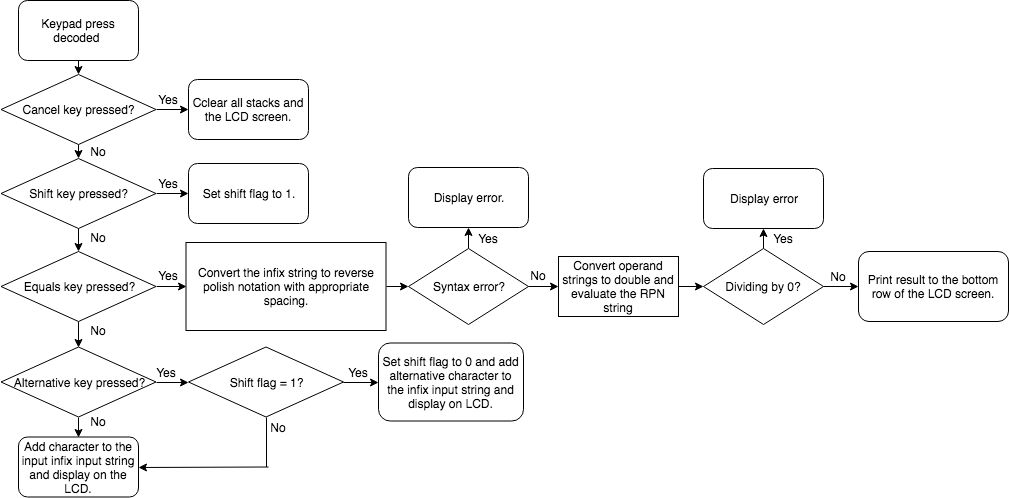 Keypad press
decoded
Cancel key pressed?
Yes
Cclear all stacks and
the LCD screen.
No
Shift key pressed?
Yes
Set shift flag to 1.
No
Display error.
Yes
Display error
Yes
Equals key pressed?
Yes
Convert the infix string to reverse
polish notation with appropriate
spacing.
Syntax error?
No
Convert operand
strings to double and
evaluate the RPN
string
Dividing by 0?
No
Print result to the bottom
row of the LCD screen.
No
Alternative key pressed?
Yes
Shift flag = 1?
Yes
Set shift flag to 0 and add
alternative character to
the infix input string and
display on LCD.
No
No
Add character to the
input infix input string
and display on the
LCD.